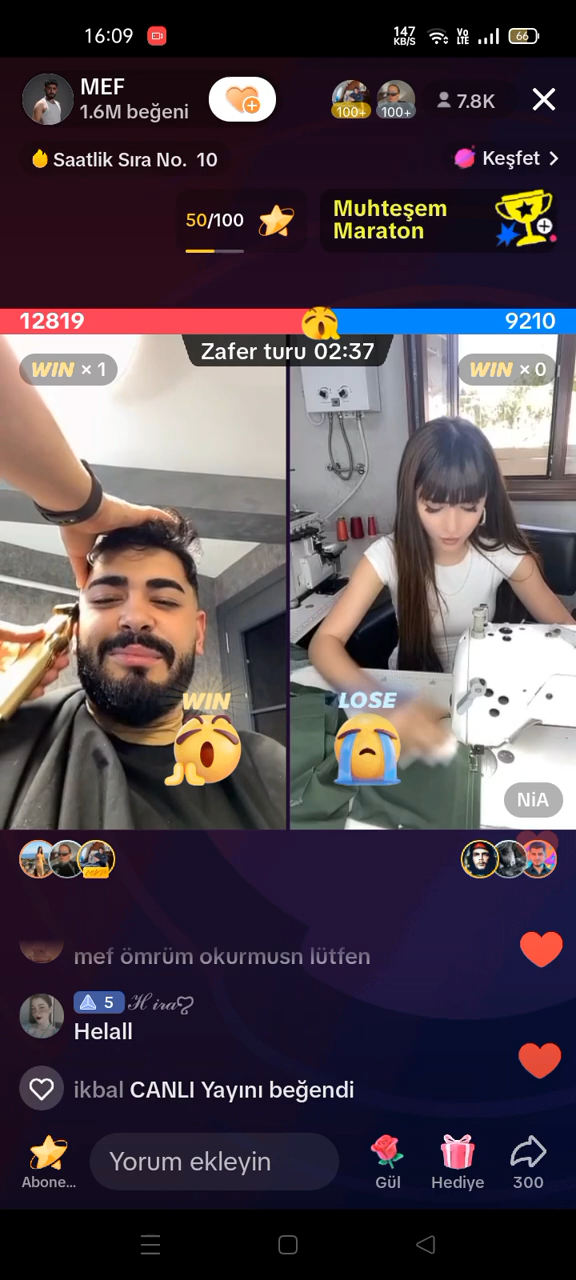 16:09
147
KB/S
Vo
LTE
66
MEF
1.6M beğeni
100+
100+
7.8K
Saatlik Sıra No. 10
Keşfet
50/100
Muhteşem
Maraton
12819
9210
Zafer turu 02:37
WIN × 1
WIN × 0
WIN
LOSE
NiA
mef ömrüm okurmusn lütfen
5 ℋ𝒾𝓇𝒶
Helall
ikbal CANLI Yayını beğendi
Abone...
Yorum ekleyin
Gül
Hediye
300